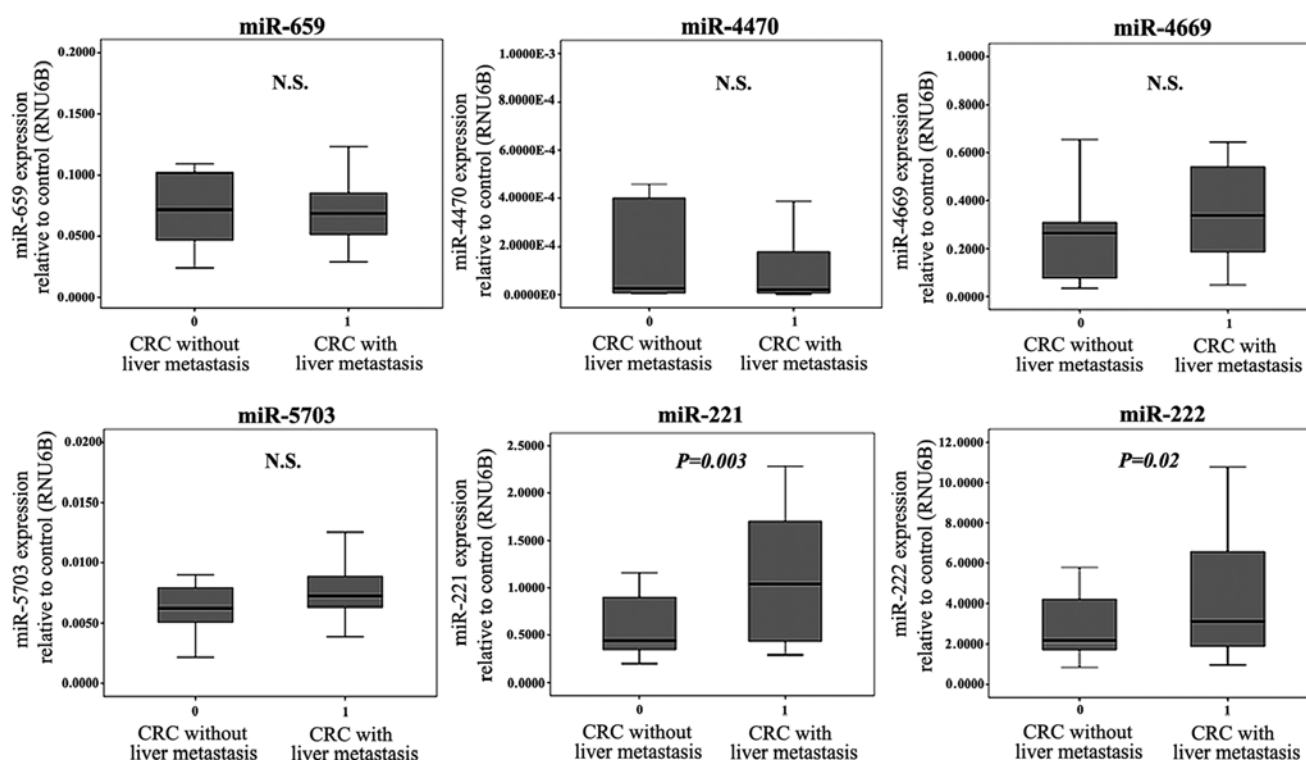 miR-659
miR-659 expression
relative to control (RNU6B)
0.2000
0.1500
0.1000
0.0500
0.0000
N.S.
0
1
CRC without
liver metastasis
CRC with
liver metastasis
miR-4470
miR-4470 expression
relative to control (RNU6B)
1.0000E-3
8.0000E-4
6.0000E-4
4.0000E-4
2.0000E-4
0.0000E0
N.S.
0
1
CRC without
liver metastasis
CRC with
liver metastasis
miR-4669
miR-4669 expression
relative to control (RNU6B)
1.0000
0.8000
0.6000
0.4000
0.2000
0.0000
N.S.
0
1
CRC without
liver metastasis
CRC with
liver metastasis
miR-5703
miR-5703 expression
relative to control (RNU6B)
0.0200
0.0150
0.0100
0.0050
0.0000
N.S.
0
1
CRC without
liver metastasis
CRC with
liver metastasis
miR-221
miR-221 expression
relative to control (RNU6B)
2.5000
2.0000
1.5000
1.0000
0.5000
0.0000
P=0.003
0
1
CRC without
liver metastasis
CRC with
liver metastasis
miR-222
miR-222 expression
relative to control (RNU6B)
12.0000
10.0000
8.0000
6.0000
4.0000
2.0000
0.0000
P=0.02
0
1
CRC without
liver metastasis
CRC with
liver metastasis